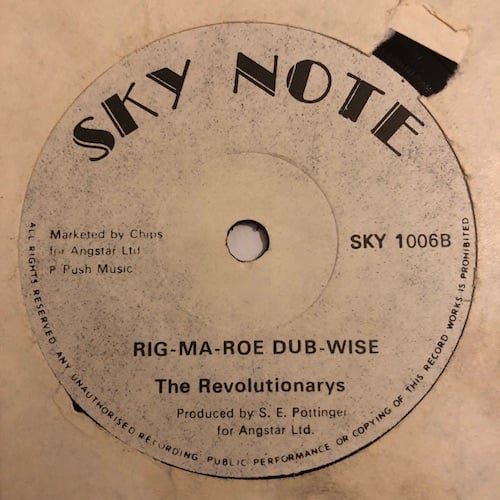 SKY NOTE
Marketed by Chips
for Angstar Ltd
P Push Music
SKY 1006B
RIG-MA-ROE DUB-WISE
The Revolutionarys
Produced by S. E. Pottinger
for Angstar Ltd.
ALL RIGHTS RESERVED ANY UNAUTHORISED RECORDING PUBLIC PERFORMANCE OR COPYING OF THIS RECORD WORKS IS PROHIBITED